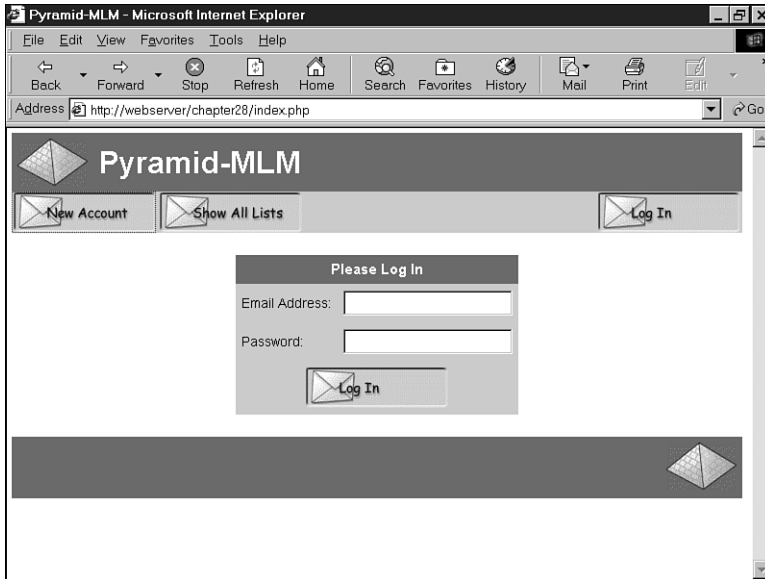 Pyramid-MLM - Microsoft Internet Explorer
File Edit View Favorites Tools Help
Back Forward Stop Refresh Home Search Favorites History Mail Print Edit
Address http://webserver/chapter28/index.php Go
Pyramid-MLM
New Account Show All Lists Log In
Please Log In
Email Address:
Password:
Log In